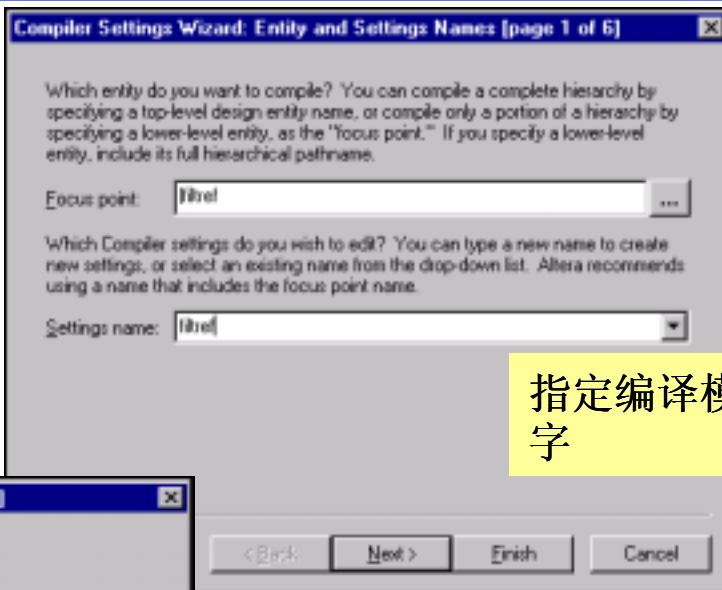 Compiler Settings Wizard: Entity and Settings Names [page 1 of 6]
Which entity do you want to compile? You can compile a complete hierarchy by
specifying a top-level design entity name, or compile only a portion of a hierarchy by
specifying a lower-level entity, as the "focus point." If you specify a lower-level
entity, include its full hierarchical pathname.
Focus point: |filtref
...
Which Compiler settings do you wish to edit? You can type a new name to create
new settings, or select an existing name from the drop-down list. Altera recommends
using a name that includes the focus point name.
Settings name: filtref
指定编译模
字
< Back Next > Finish Cancel